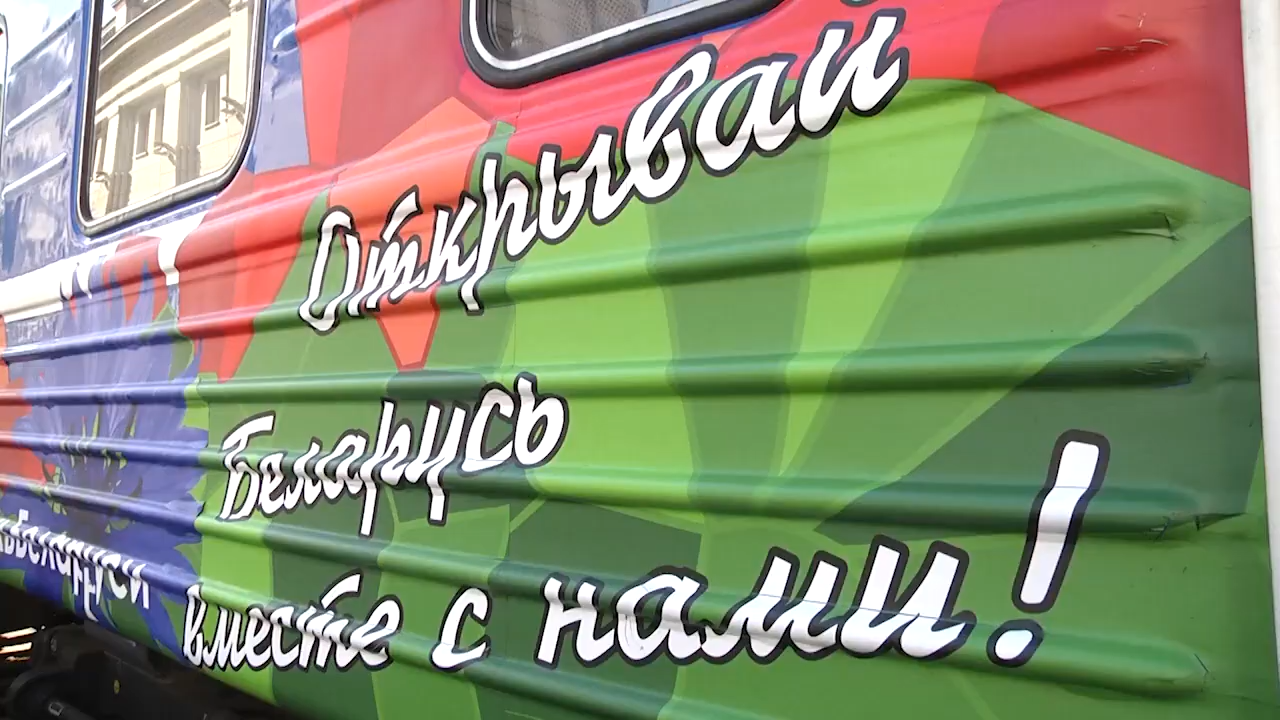 Открывай
Беларусь
вместе с нами!